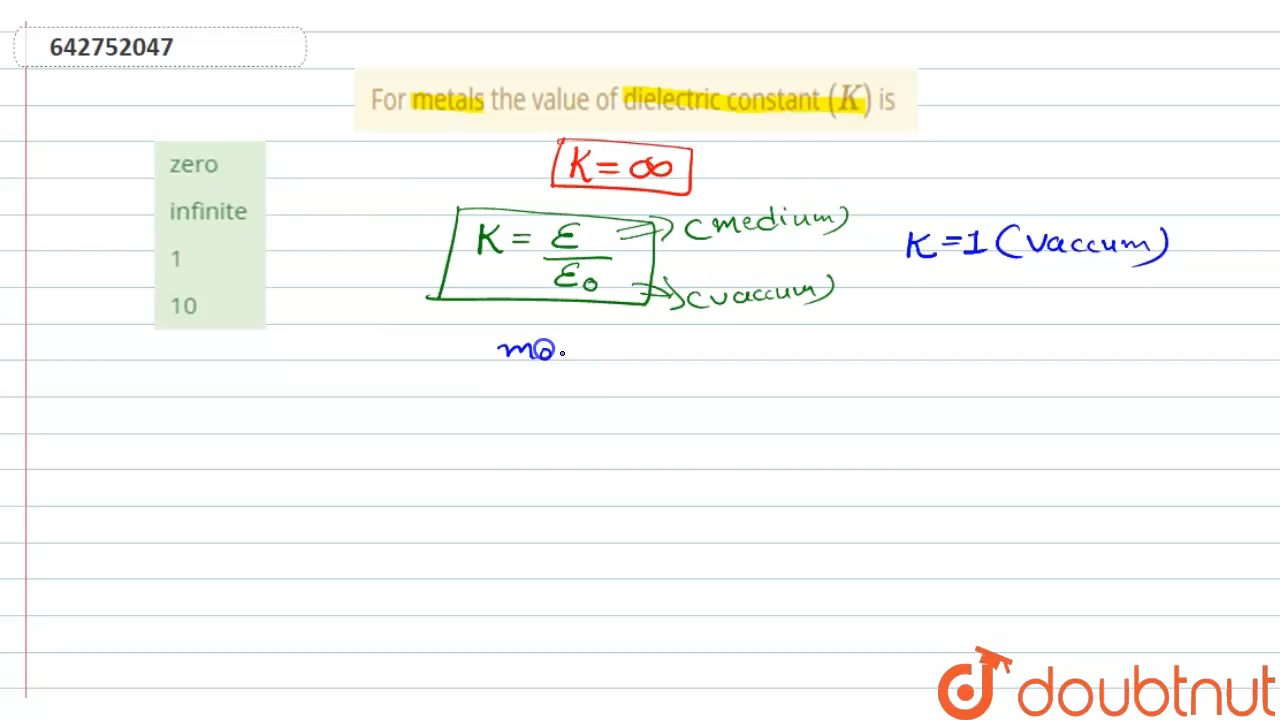 642752047
For metals the value of dielectric constant (K) is
zero
infinite
1
10
K = ∞
K = ε/ε₀
(medium)
(vaccum)
K = 1 (vaccum)
doubtnut